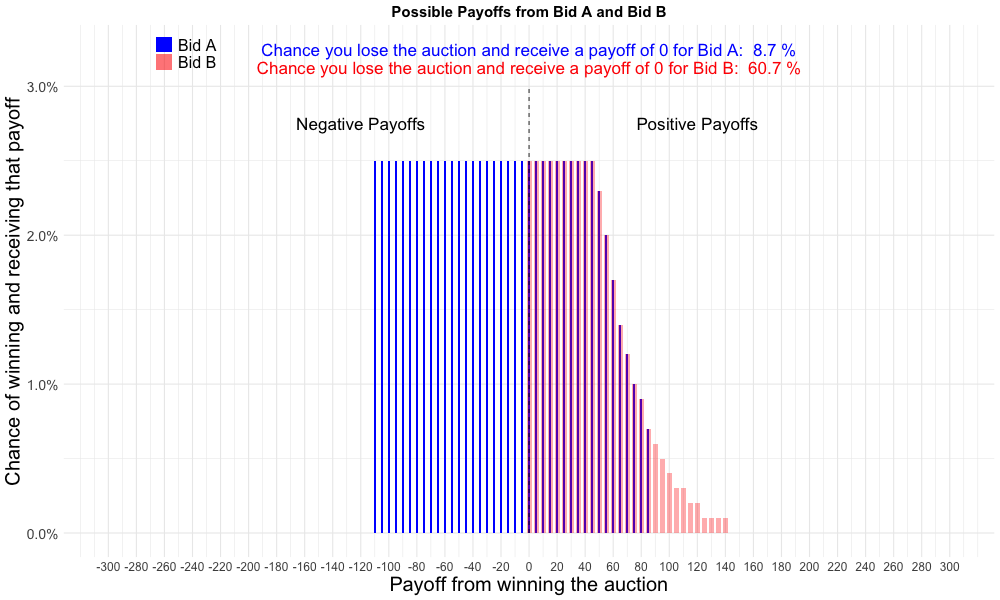 Possible Payoffs from Bid A and Bid B
Bid A
Bid B
Chance you lose the auction and receive a payoff of 0 for Bid A: 8.7 %
Chance you lose the auction and receive a payoff of 0 for Bid B: 60.7 %
Negative Payoffs
Positive Payoffs
Chance of winning and receiving that payoff
3.0%
2.0%
1.0%
0.0%
-300 -280 -260 -240 -220 -200 -180 -160 -140 -120 -100 -80 -60 -40 -20 0 20 40 60 80 100 120 140 160 180 200 220 240 260 280 300
Payoff from winning the auction